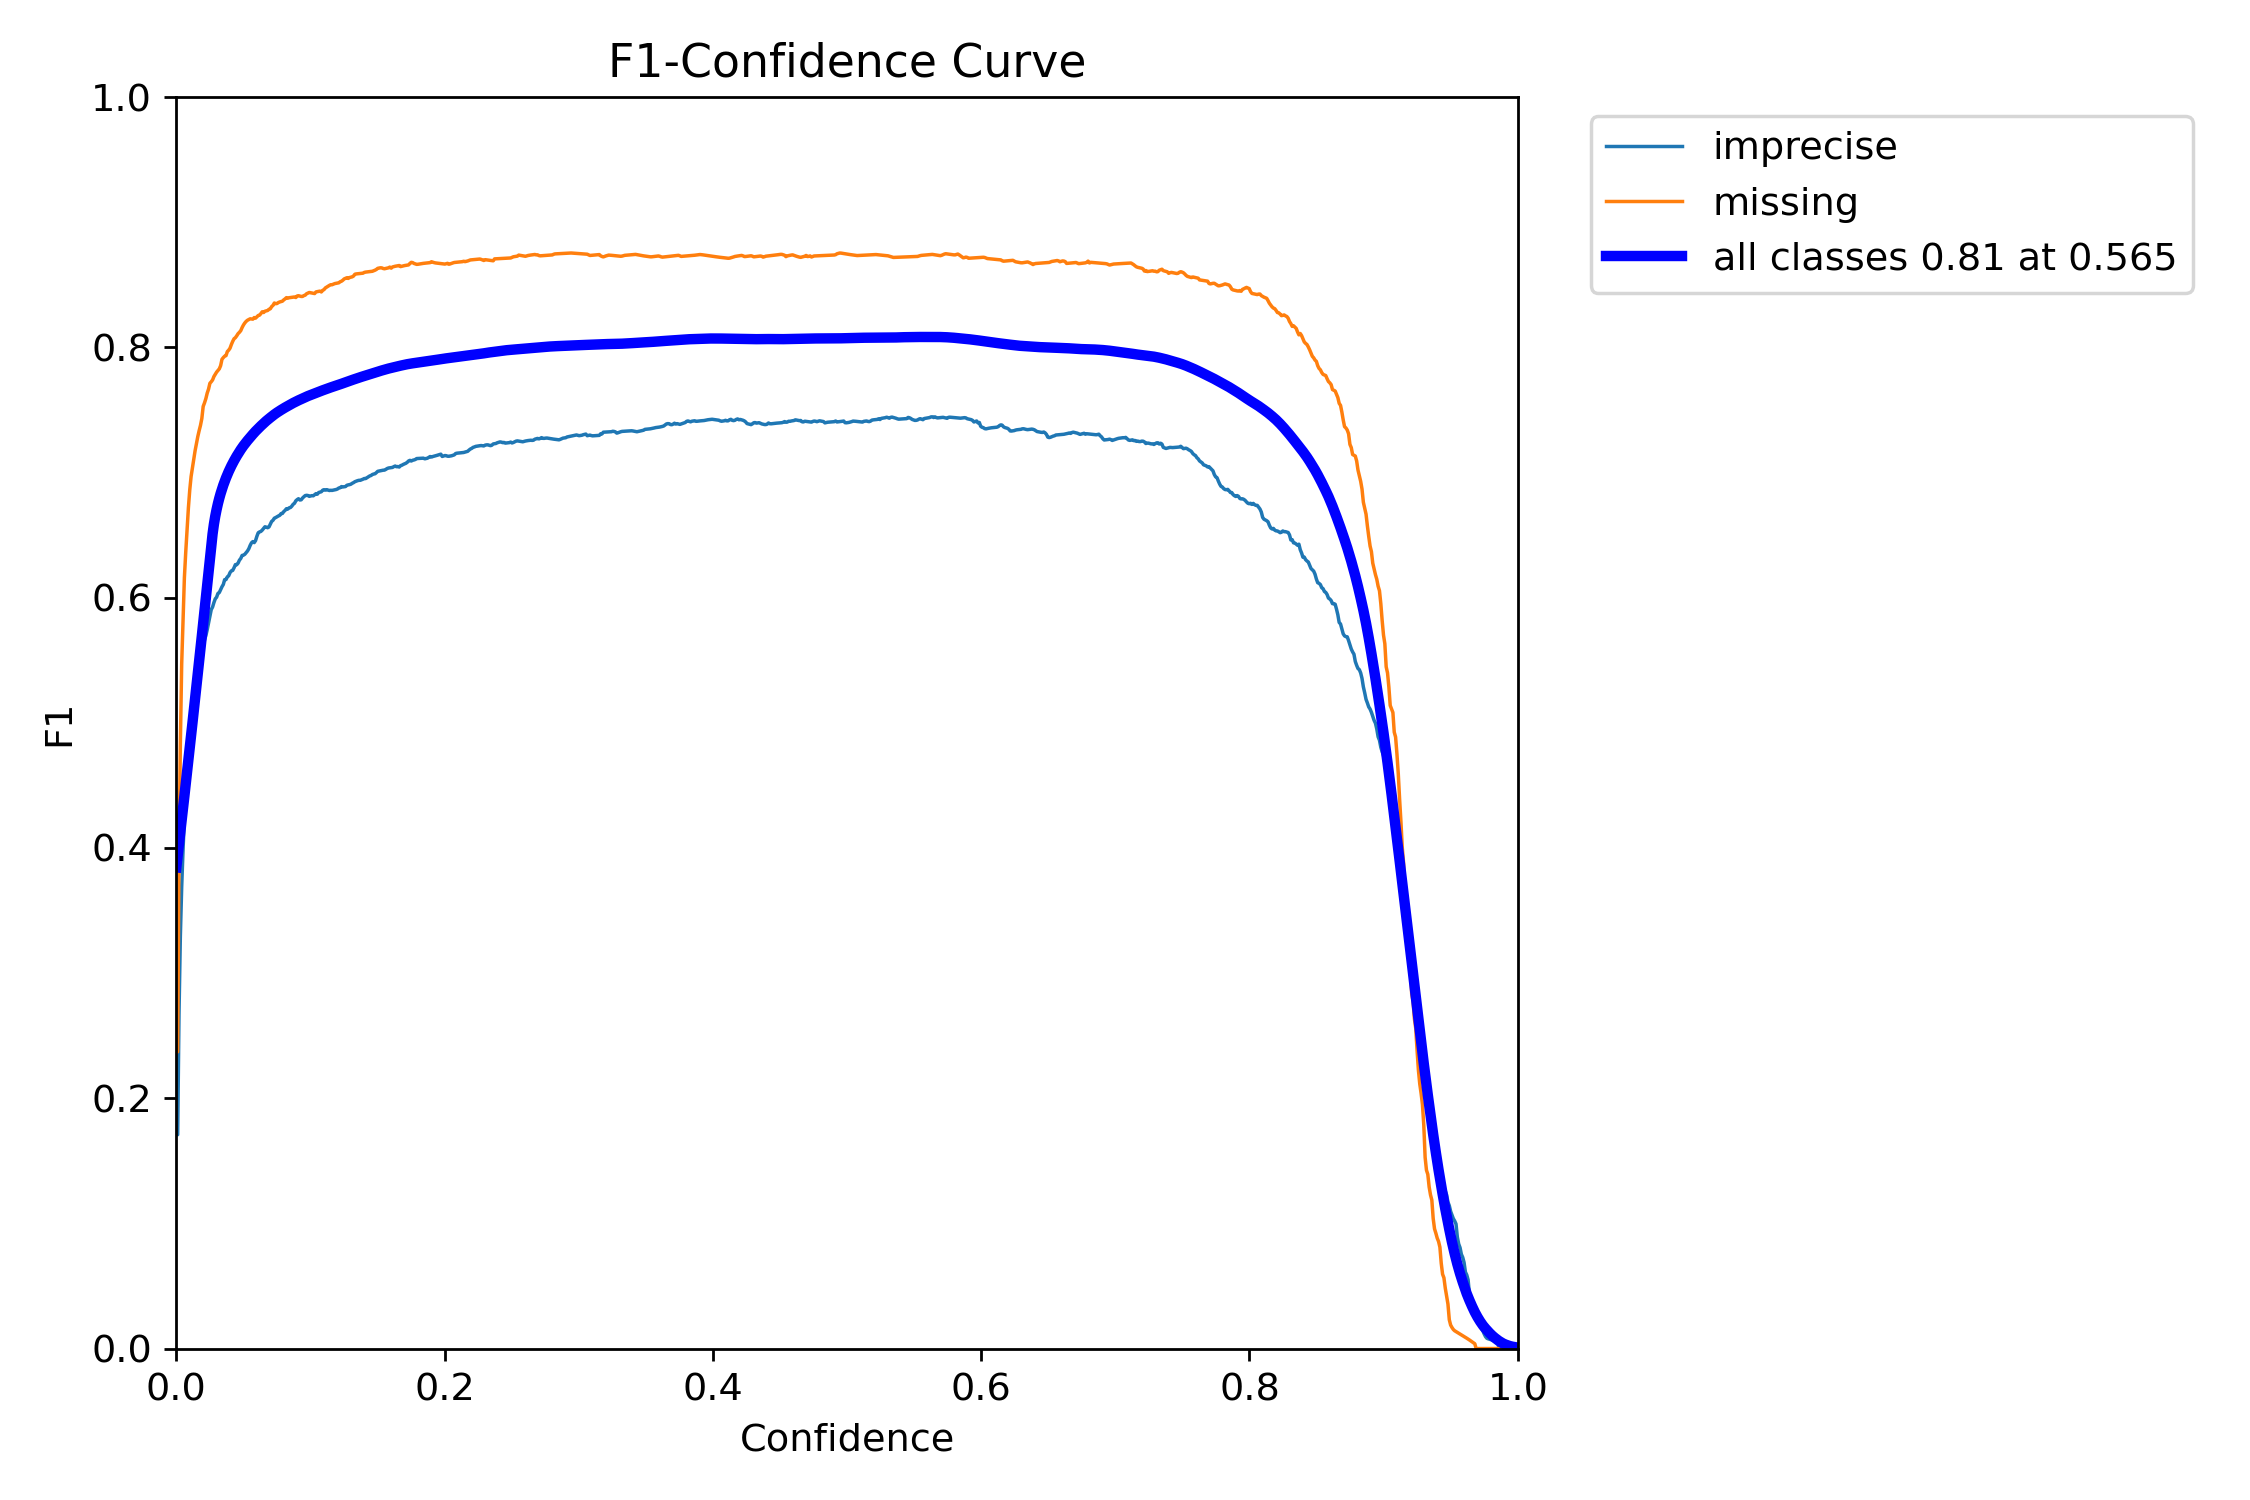 F1-Confidence Curve
1.0
0.8
0.6
0.4
0.2
0.0
F1
0.0 0.2 0.4 0.6 0.8 1.0
Confidence
imprecise
missing
all classes 0.81 at 0.565